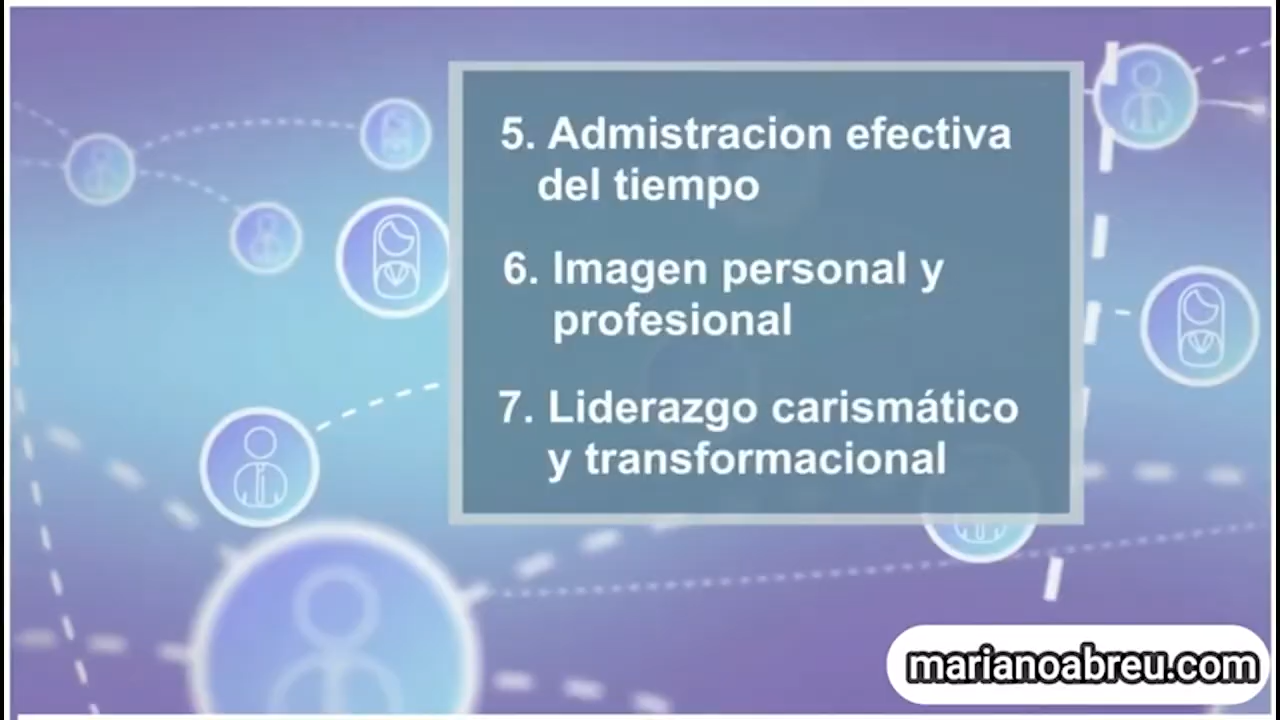 5. Admistracion efectiva
del tiempo
6. Imagen personal y
profesional
7. Liderazgo carismático
y transformacional
marianoabreu.com